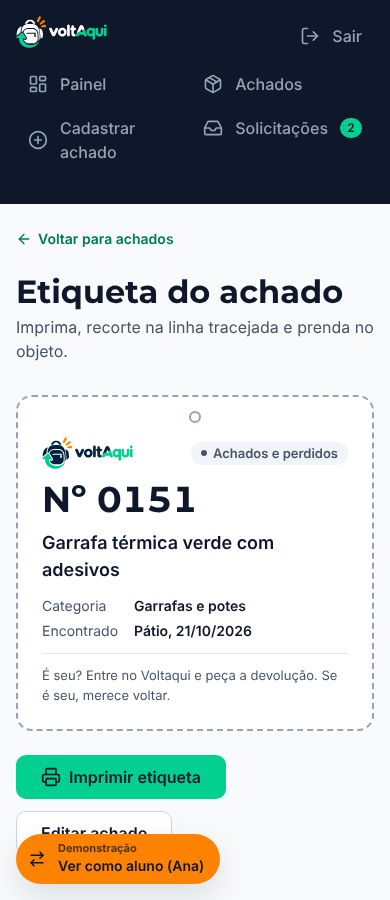 voltAqui
Sair
Painel
Achados
Cadastrar
achado
Solicitações 2
Voltar para achados
Etiqueta do achado
Imprima, recorte na linha tracejada e prenda no
objeto.
voltAqui
Achados e perdidos
Nº 0151
Garrafa térmica verde com
adesivos
Categoria Garrafas e potes
Encontrado Pátio, 21/10/2026
É seu? Entre no Voltaqui e peça a devolução. Se
é seu, merece voltar.
Imprimir etiqueta
Editar achado
Demonstração
Ver como aluno (Ana)